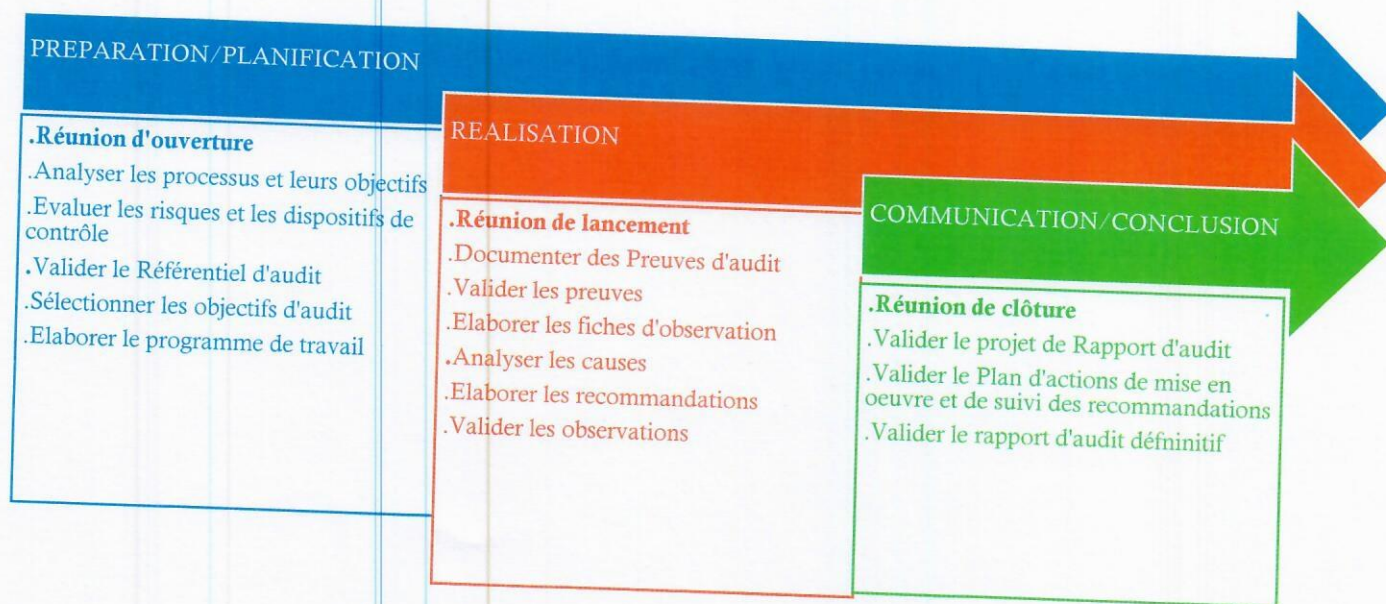 PREPARATION/PLANIFICATION
.Réunion d'ouverture
.Analyser les processus et leurs objectifs
.Evaluer les risques et les dispositifs de
contrôle
.Valider le Référentiel d'audit
.Sélectionner les objectifs d'audit
.Elaborer le programme de travail
REALISATION
.Réunion de lancement
.Documenter des Preuves d'audit
.Valider les preuves
.Elaborer les fiches d'observation
.Analyser les causes
.Elaborer les recommandations
.Valider les observations
COMMUNICATION/CONCLUSION
.Réunion de clôture
.Valider le projet de Rapport d'audit
.Valider le Plan d'actions de mise en
oeuvre et de suivi des recommandations
.Valider le rapport d'audit défninitif